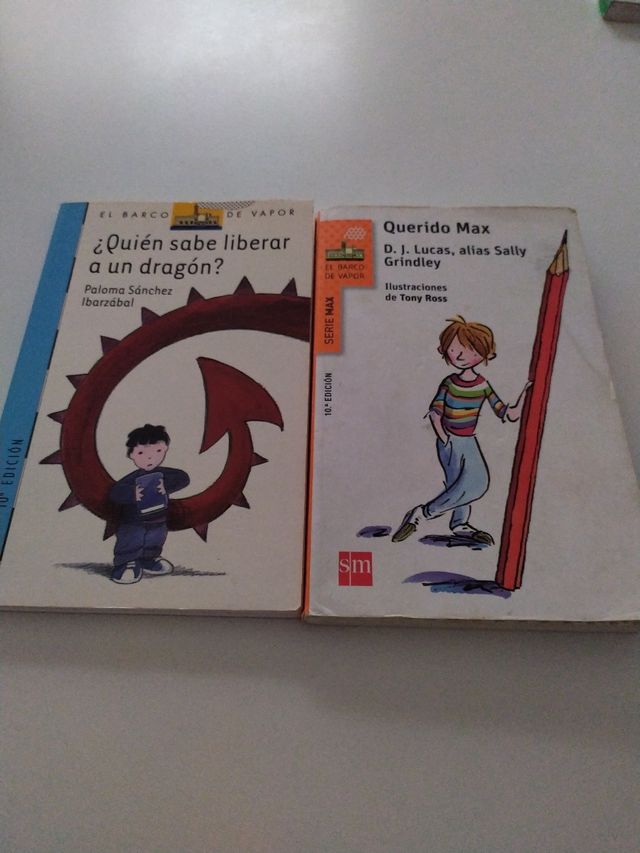 EL BARCO DE VAPOR
¿Quién sabe liberar
a un dragón?
Paloma Sánchez
Ibarzábal
10ª EDICIÓN
Querido Max
D. J. Lucas, alias Sally
Grindley
Ilustraciones
de Tony Ross
EL BARCO
DE VAPOR
SERIE MAX
10.ª EDICIÓN
sm